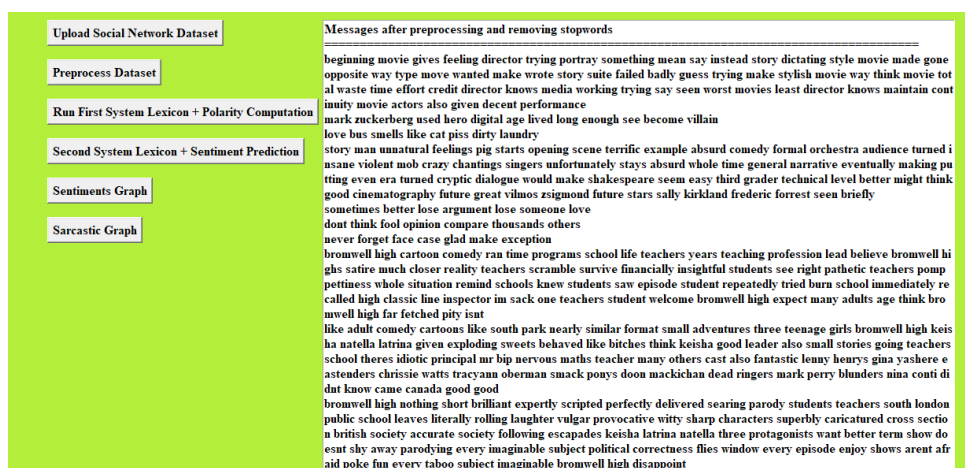 Upload Social Network Dataset
Preprocess Dataset
Run First System Lexicon + Polarity Computation
Second System Lexicon + Sentiment Prediction
Sentiments Graph
Sarcastic Graph
Messages after preprocessing and removing stopwords
beginning movie gives feeling director trying portray something mean say instead story dictating style movie made gone
opposite way type move wanted make wrote story suite failed badly guess trying make stylish movie way think movie tot
al waste time effort credit director knows media working trying say seen worst movies least director knows maintain cont
inuity movie actors also given decent performance
mark zuckerberg used hero digital age lived long enough see become villain
love bus smells like cat piss dirty laundry
story man unnatural feelings pig starts opening scene terrific example absurd comedy formal orchestra audience turned i
nsane violent mob crazy chantings singers unfortunately stays absurd whole time general narrative eventually making pu
tting even era turned cryptic dialogue would make shakespeare seem easy third grader technical level better might think
good cinematography future great vilmos zsigmond future stars sally kirkland frederic forrest seen briefly
sometimes better lose argument lose someone love
dont think fool opinion compare thousands others
never forget face case glad make exception
bromwell high cartoon comedy ran time programs school life teachers years teaching profession lead believe bromwell hi
ghs satire much closer reality teachers scramble survive financially insightful students see right pathetic teachers pomp
pettiness whole situation remind schools knew students saw episode student repeatedly tried burn school immediately re
called high classic line inspector im sack one teachers student welcome bromwell high expect many adults age think bro
mwell high far fetched pity isnt
like adult comedy cartoons like south park nearly similar format small adventures three teenage girls bromwell high keis
ha natella latrina given exploding sweets behaved like bitches think keisha good leader also small stories going teachers
school theres idiotic principal mr bip nervous maths teacher many others cast also fantastic lenny henrys gina yashere e
astenders chrissie watts tracyann oberman smack ponys doon mackichan dead ringers mark perry blunders nina conti di
dnt know came canada good good
bromwell high nothing short brilliant expertly scripted perfectly delivered searing parody students teachers south london
public school leaves literally rolling laughter vulgar provocative witty sharp characters superbly caricatured cross sectio
n british society accurate society following escapades keisha latrina natella three protagonists want better term show do
esnt shy away parodying every imaginable subject political correctness flies window every episode enjoy shows arent afr
aid poke fun every taboo subject imaginable bromwell high disappoint